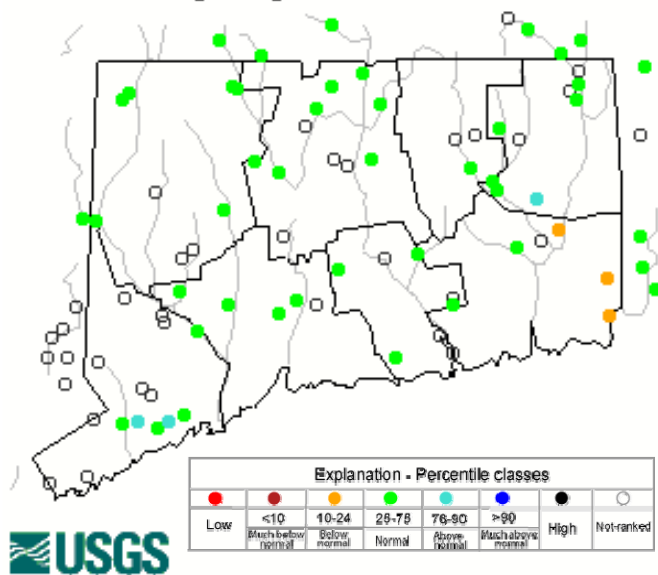 Explanation - Percentile classes
Low <10 10-24 25-75 76-90 >90 High Not-ranked
Much below normal Below normal Normal Above normal Much above normal
USGS